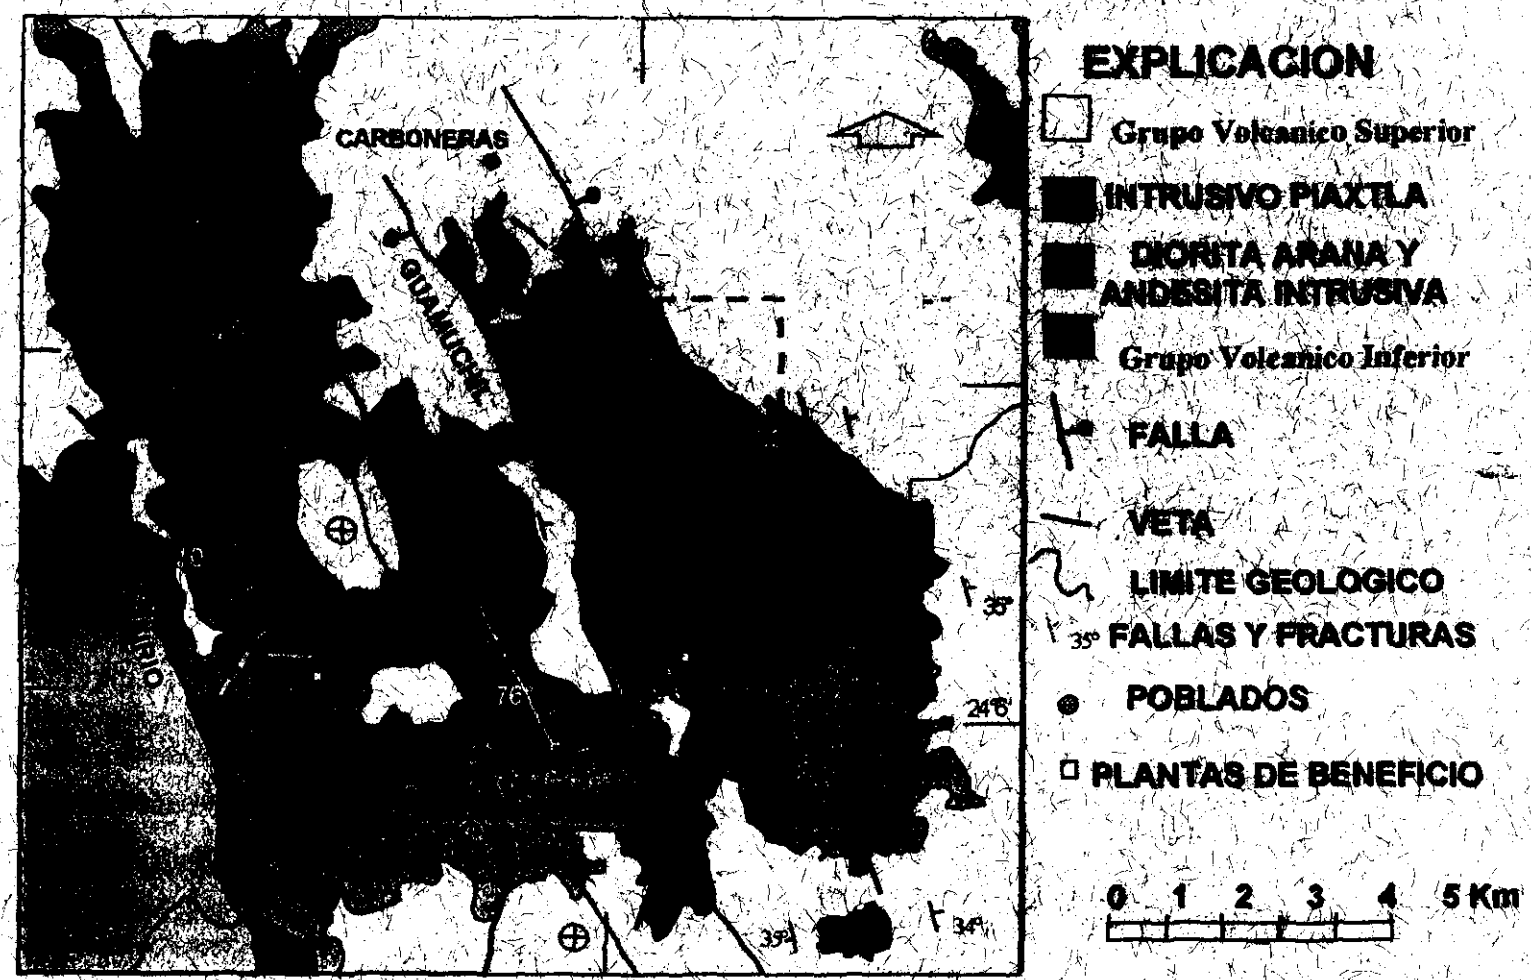 EXPLICACION
Grupo Volcanico Superior
INTRUSIVO PIAXTLA
DIORITA ARANA Y
ANDESITA INTRUSIVA
Grupo Volcanico Inferior
FALLA
VETA
LIMITE GEOLOGICO
35° FALLAS Y FRACTURAS
POBLADOS
PLANTAS DE BENEFICIO
0 1 2 3 4 5 Km
CARBONERAS
35°
76
24°6'
39°
34°